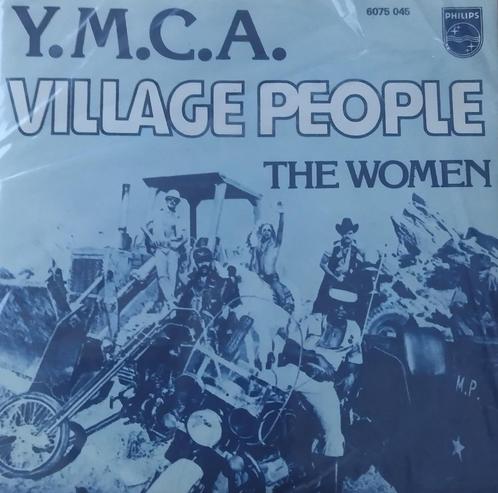 Y.M.C.A.
6075 045
PHILIPS
VILLAGE PEOPLE
THE WOMEN
M.P.